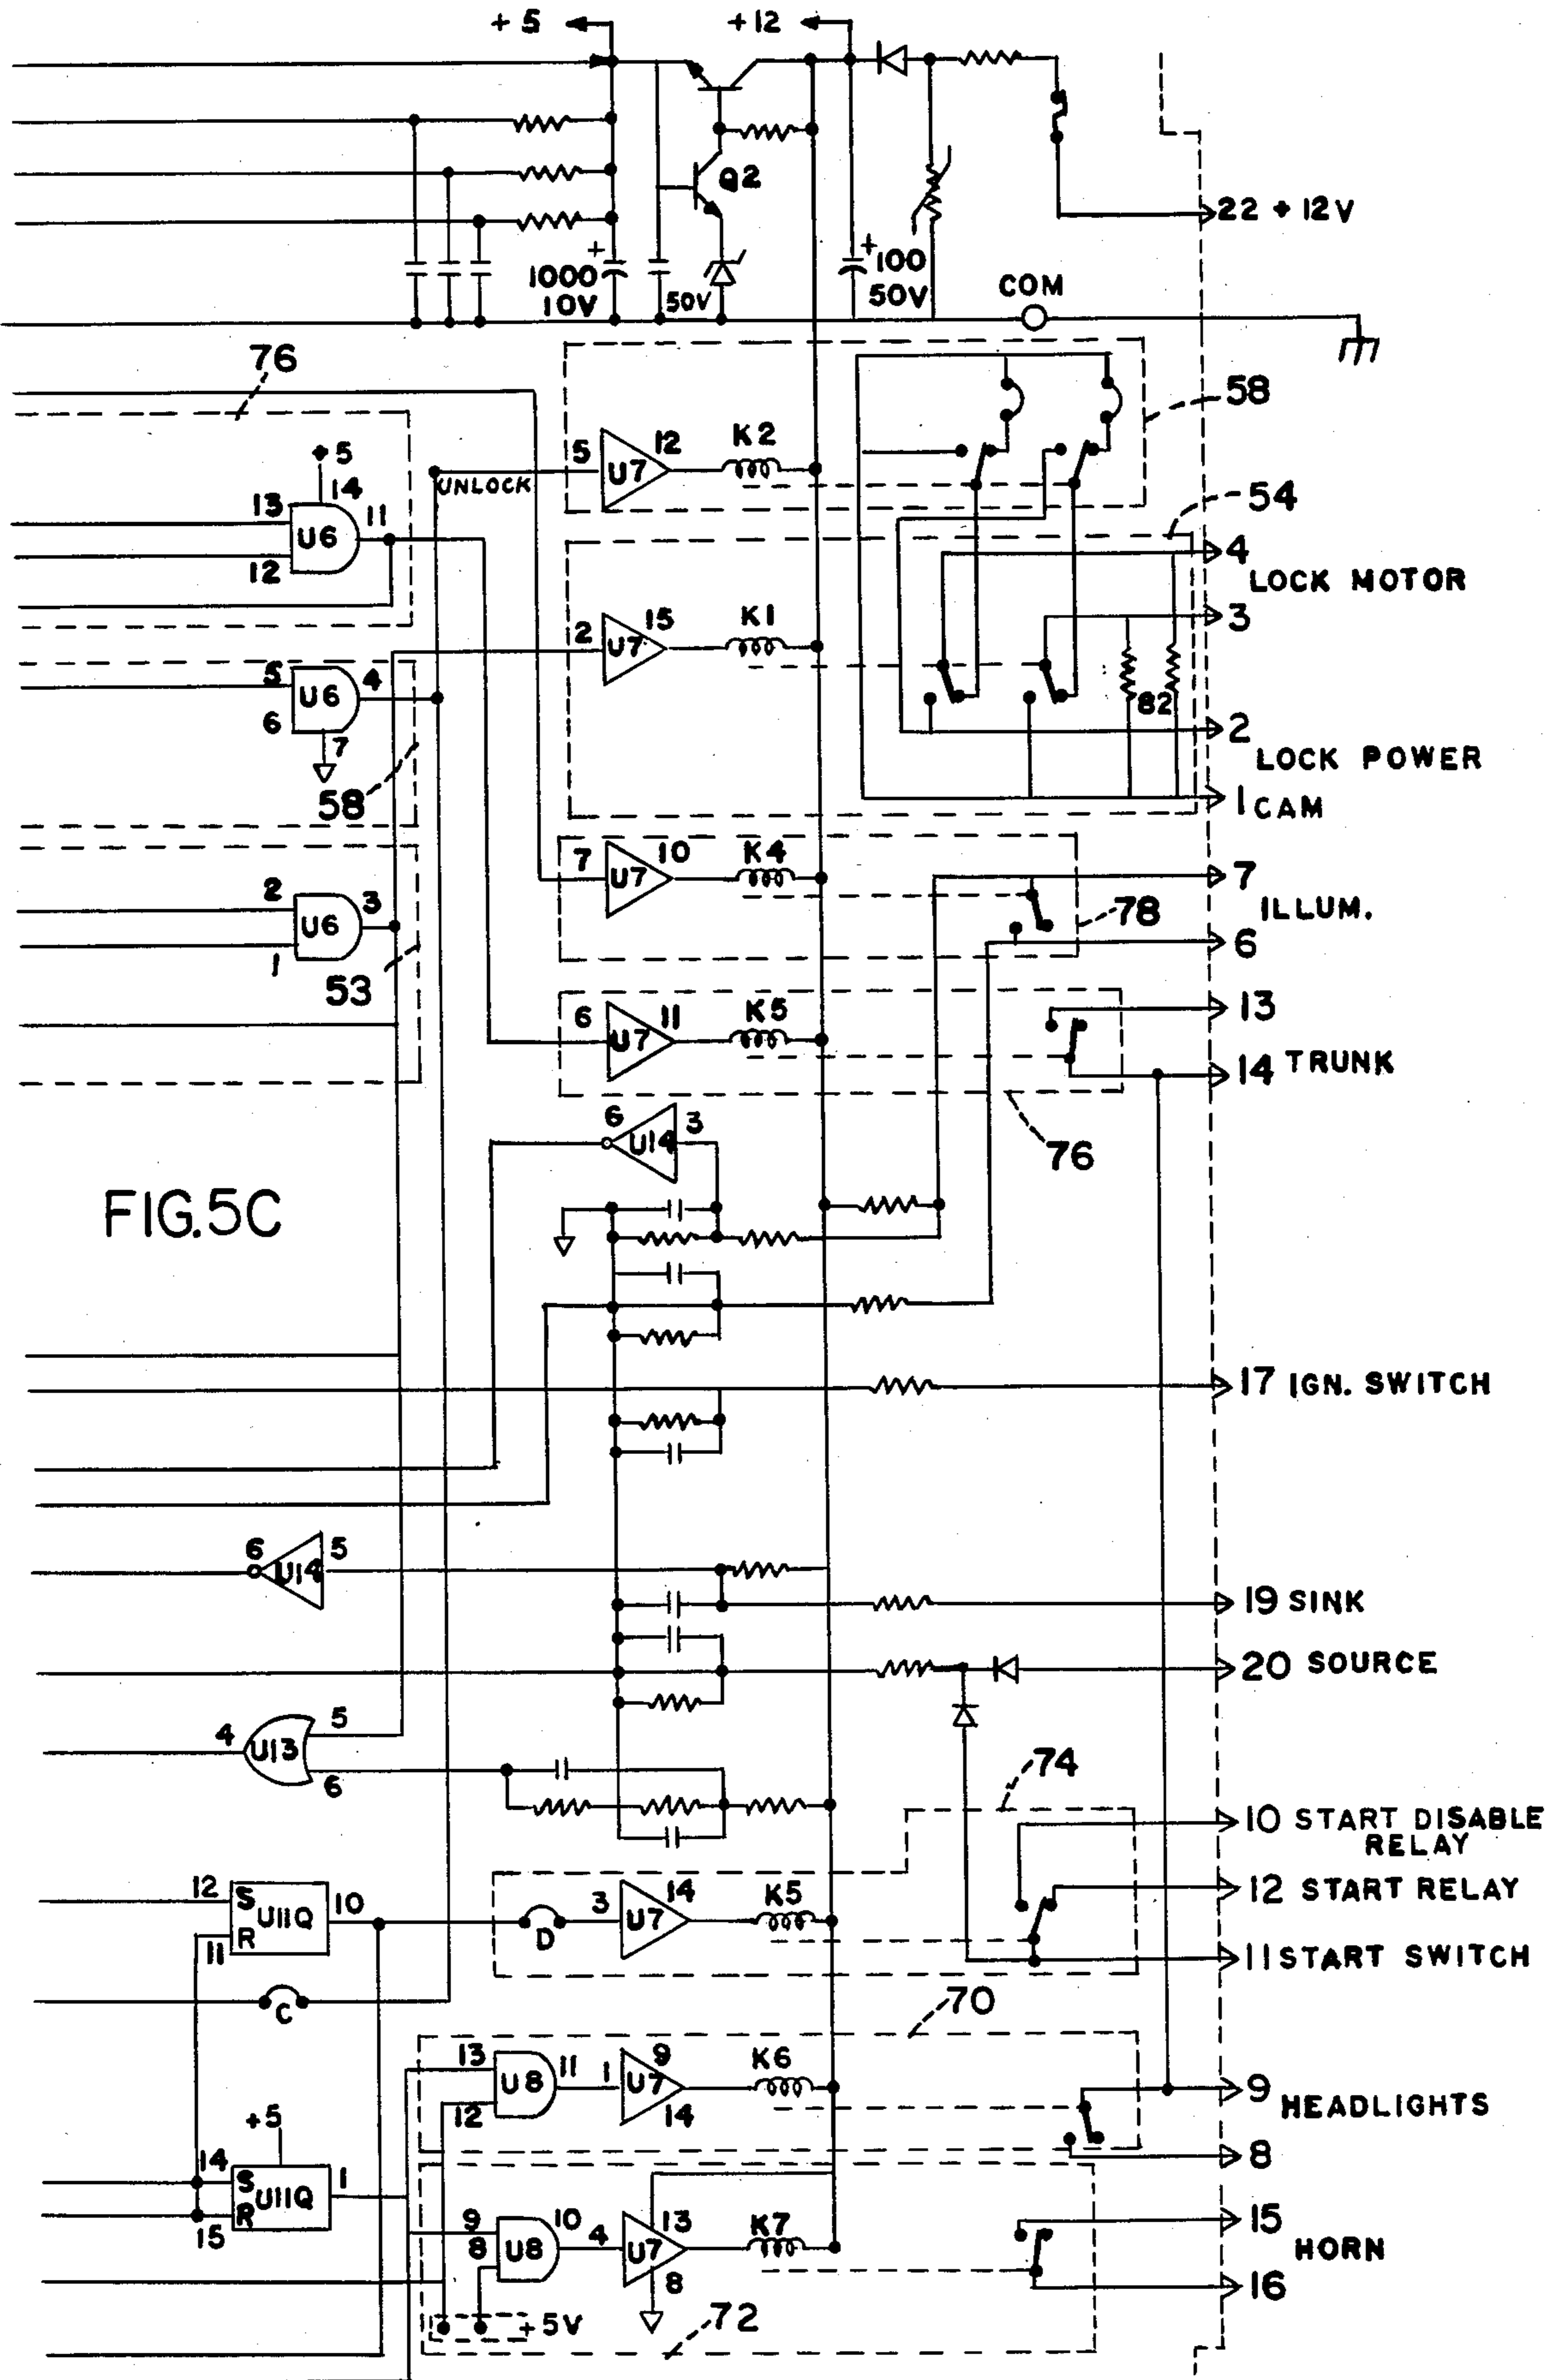 +5 +12
Q2
22 +12V
+ +
1000 100
10V 50V 50V
COM
76
58
+5
UNLOCK 5 U7 12 K2
14
13 U6 11
12
54
4
LOCK MOTOR
3
2 U7 15 K1
5 U6 4
6
7
58
82
2
LOCK POWER
1 CAM
7 U7 10 K4
7
ILLUM.
78
6
2 U6 3
1
53
13
6 U7 11 K5
14 TRUNK
6 U14 3
76
FIG.5C
17 IGN. SWITCH
6 U14 5
19 SINK
20 SOURCE
4 U13 5
6
74
10 START DISABLE
RELAY
12 S U11Q 10
11 R
D 3 U7 14 K5
12 START RELAY
11 START SWITCH
C
70
13 U8 11 1 U7 9 K6
12 14
9
HEADLIGHTS
8
+5
14 S U11Q 1
15 R
9 U8 10 4 U7 13 K7
8 8
15
HORN
16
+5V
72